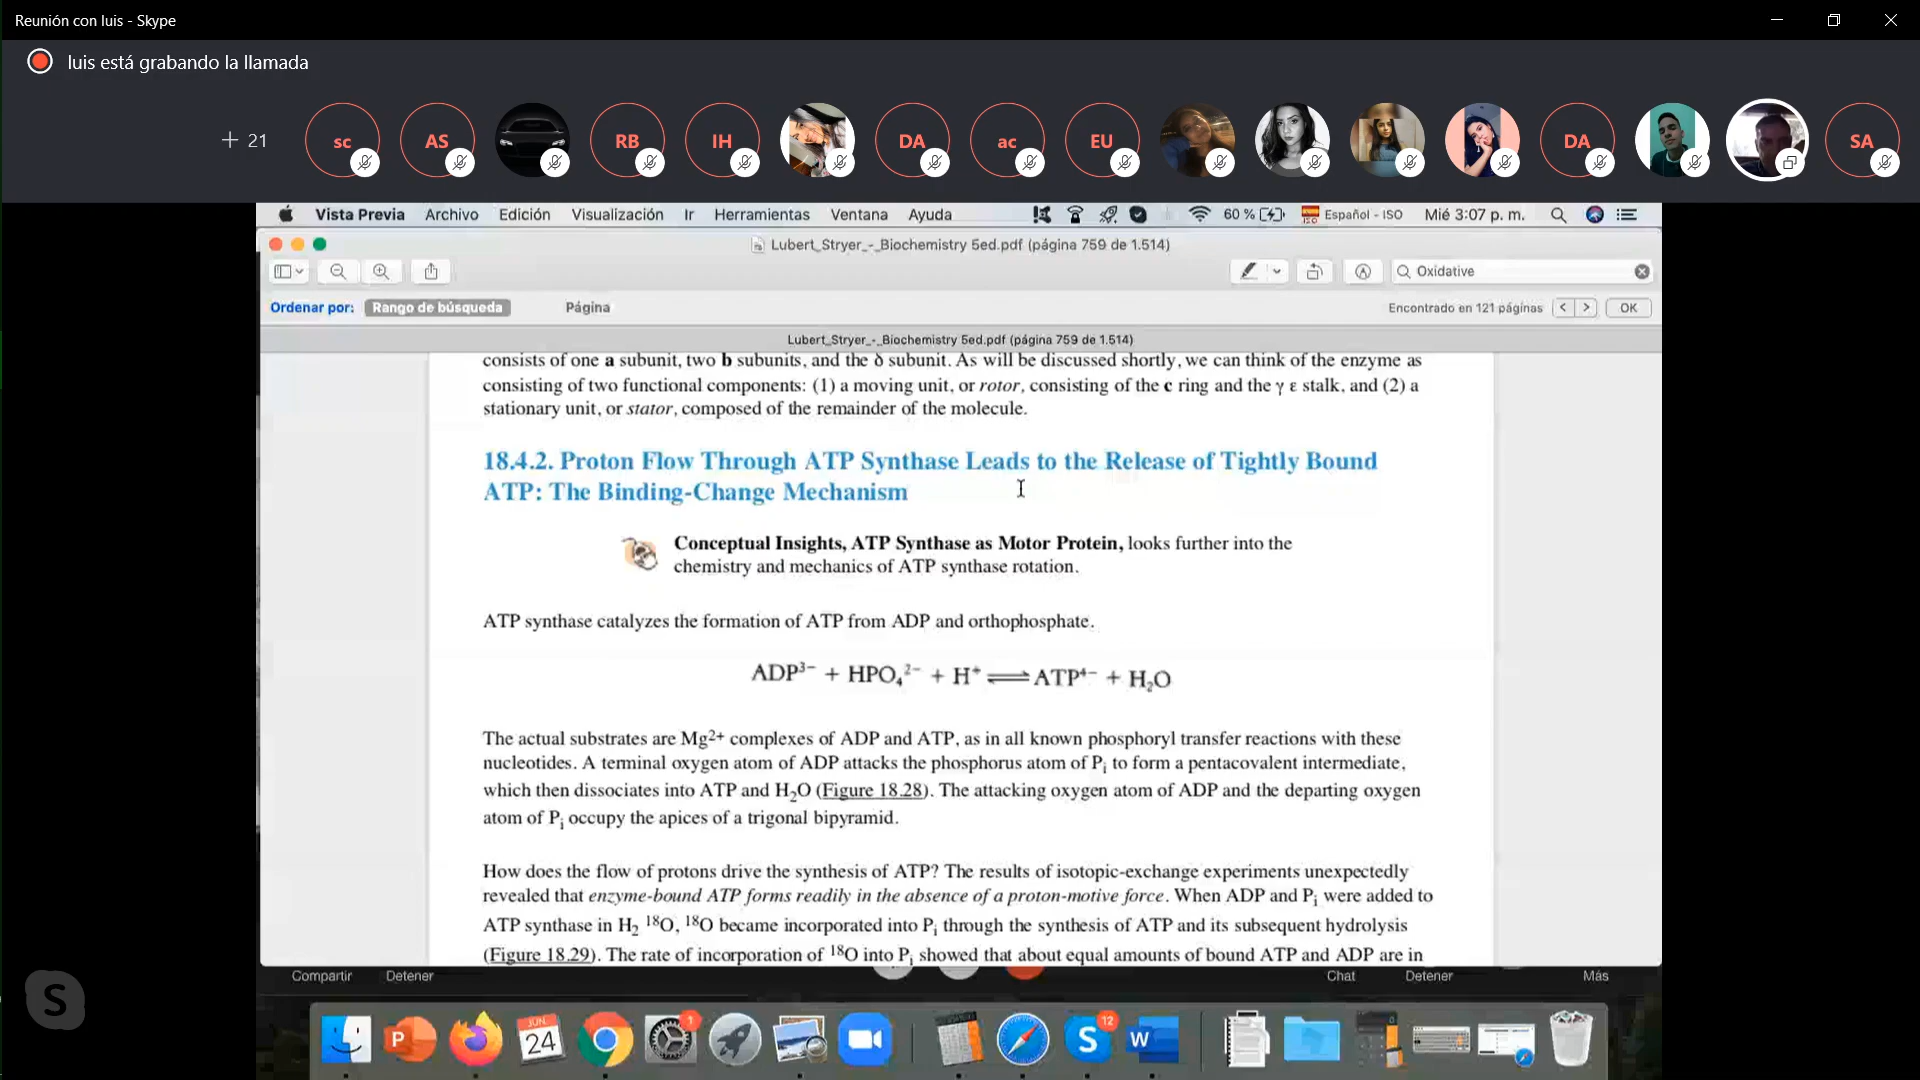 Reunión con luis - Skype
luis está grabando la llamada
+ 21
sc
AS
RB
IH
DA
ac
EU
DA
SA
Vista Previa Archivo Edición Visualización Ir Herramientas Ventana Ayuda 60 % Español - ISO Mié 3:07 p. m.
Lubert_Stryer_-_Biochemistry 5ed.pdf (página 759 de 1.514)
Oxidative
Ordenar por: Rango de búsqueda Página Encontrado en 121 páginas < > OK
Lubert_Stryer_-_Biochemistry 5ed.pdf (página 759 de 1.514)
consists of one a subunit, two b subunits, and the δ subunit. As will be discussed shortly, we can think of the enzyme as
consisting of two functional components: (1) a moving unit, or rotor, consisting of the c ring and the γ ε stalk, and (2) a
stationary unit, or stator, composed of the remainder of the molecule.
18.4.2. Proton Flow Through ATP Synthase Leads to the Release of Tightly Bound
ATP: The Binding-Change Mechanism
Conceptual Insights, ATP Synthase as Motor Protein, looks further into the
chemistry and mechanics of ATP synthase rotation.
ATP synthase catalyzes the formation of ATP from ADP and orthophosphate.
ADP³⁻ + HPO₄²⁻ + H⁺ ⇌ ATP⁴⁻ + H₂O
The actual substrates are Mg²⁺ complexes of ADP and ATP, as in all known phosphoryl transfer reactions with these
nucleotides. A terminal oxygen atom of ADP attacks the phosphorus atom of Pᵢ to form a pentacovalent intermediate,
which then dissociates into ATP and H₂O (Figure 18.28). The attacking oxygen atom of ADP and the departing oxygen
atom of Pᵢ occupy the apices of a trigonal bipyramid.
How does the flow of protons drive the synthesis of ATP? The results of isotopic-exchange experiments unexpectedly
revealed that enzyme-bound ATP forms readily in the absence of a proton-motive force. When ADP and Pᵢ were added to
ATP synthase in H₂ ¹⁸O, ¹⁸O became incorporated into Pᵢ through the synthesis of ATP and its subsequent hydrolysis
(Figure 18.29). The rate of incorporation of ¹⁸O into Pᵢ showed that about equal amounts of bound ATP and ADP are in
Compartir Detener Chat Detener Más
S
P
JUN
24
1
S
12
W